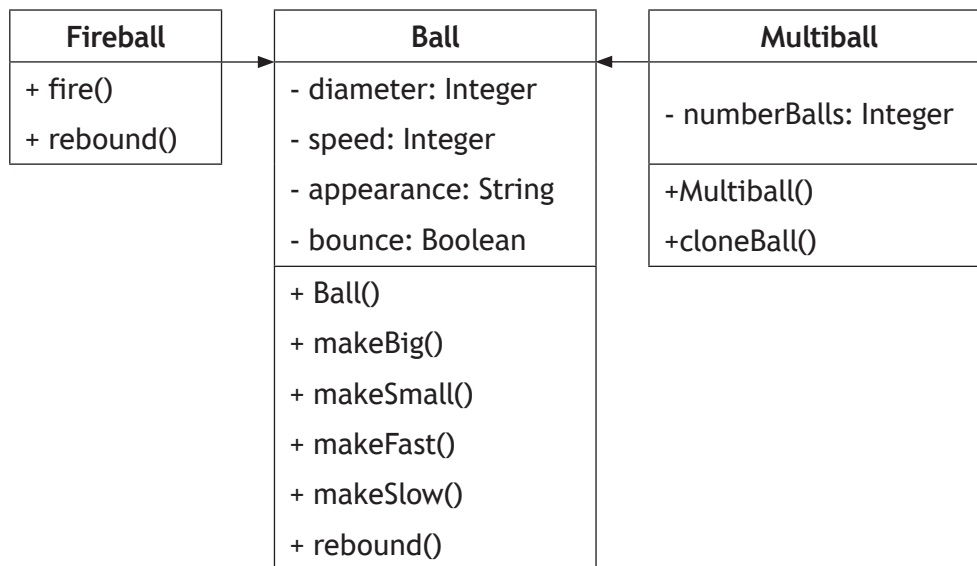 Fireball
+ fire()
+ rebound()
Ball
- diameter: Integer
- speed: Integer
- appearance: String
- bounce: Boolean
+ Ball()
+ makeBig()
+ makeSmall()
+ makeFast()
+ makeSlow()
+ rebound()
Multiball
- numberBalls: Integer
+Multiball()
+cloneBall()